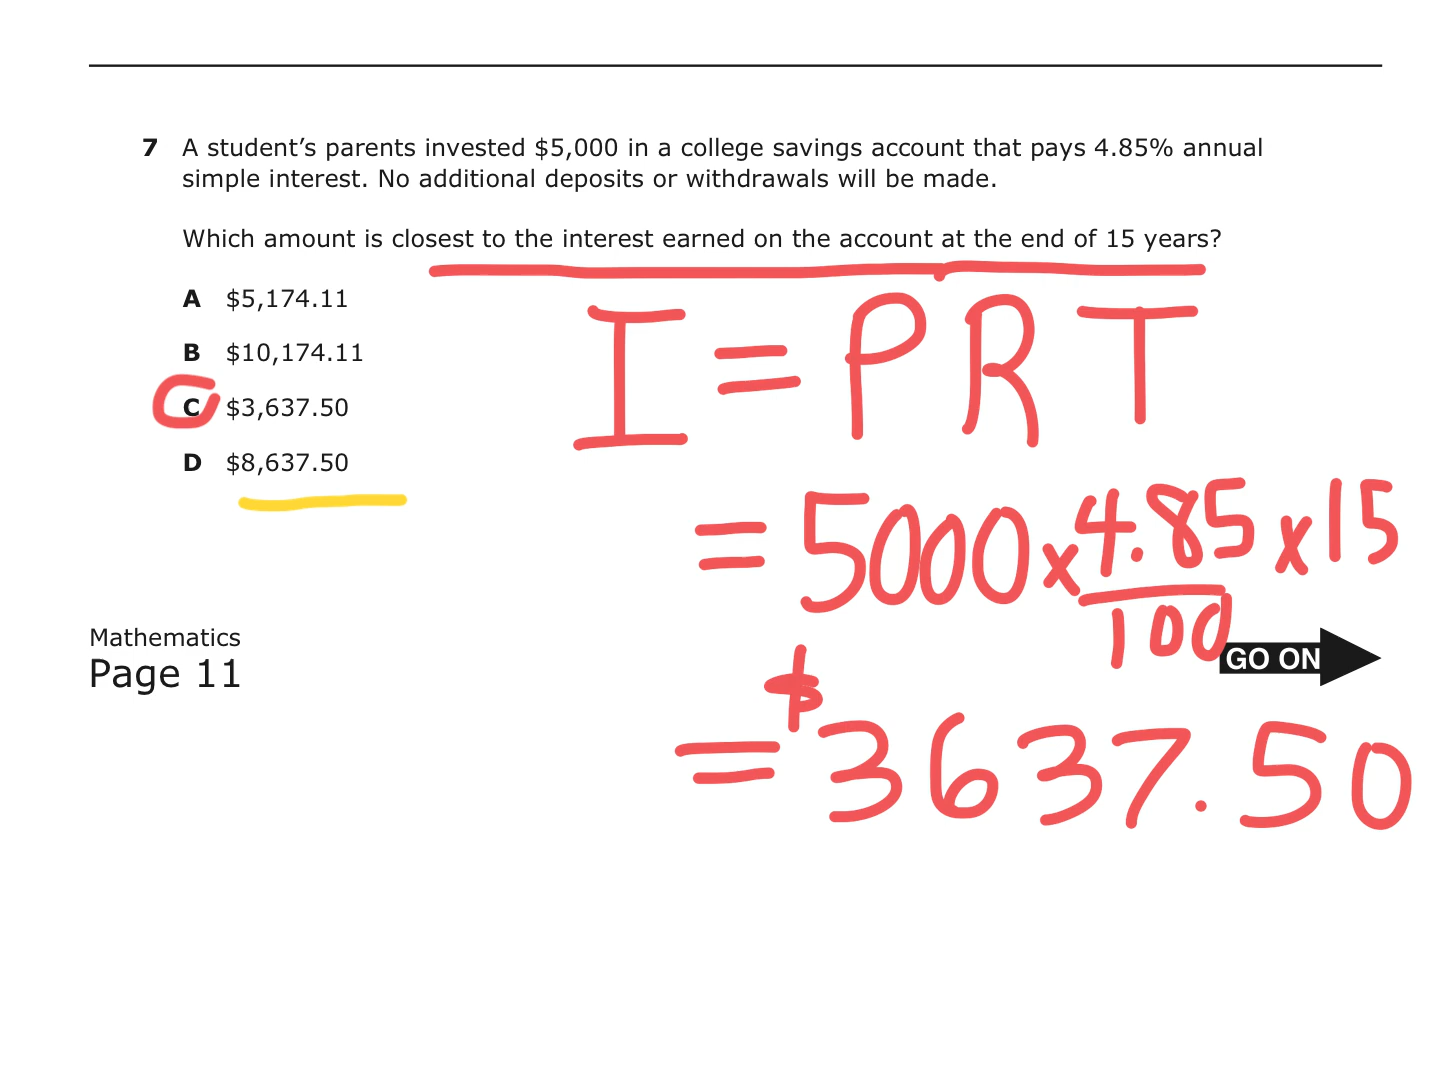 7 A student’s parents invested $5,000 in a college savings account that pays 4.85% annual
simple interest. No additional deposits or withdrawals will be made.
Which amount is closest to the interest earned on the account at the end of 15 years?
A $5,174.11
B $10,174.11
C $3,637.50
D $8,637.50
I = PRT
= 5000 x 4.85/100 x 15
= $3637.50
Mathematics
Page 11
GO ON